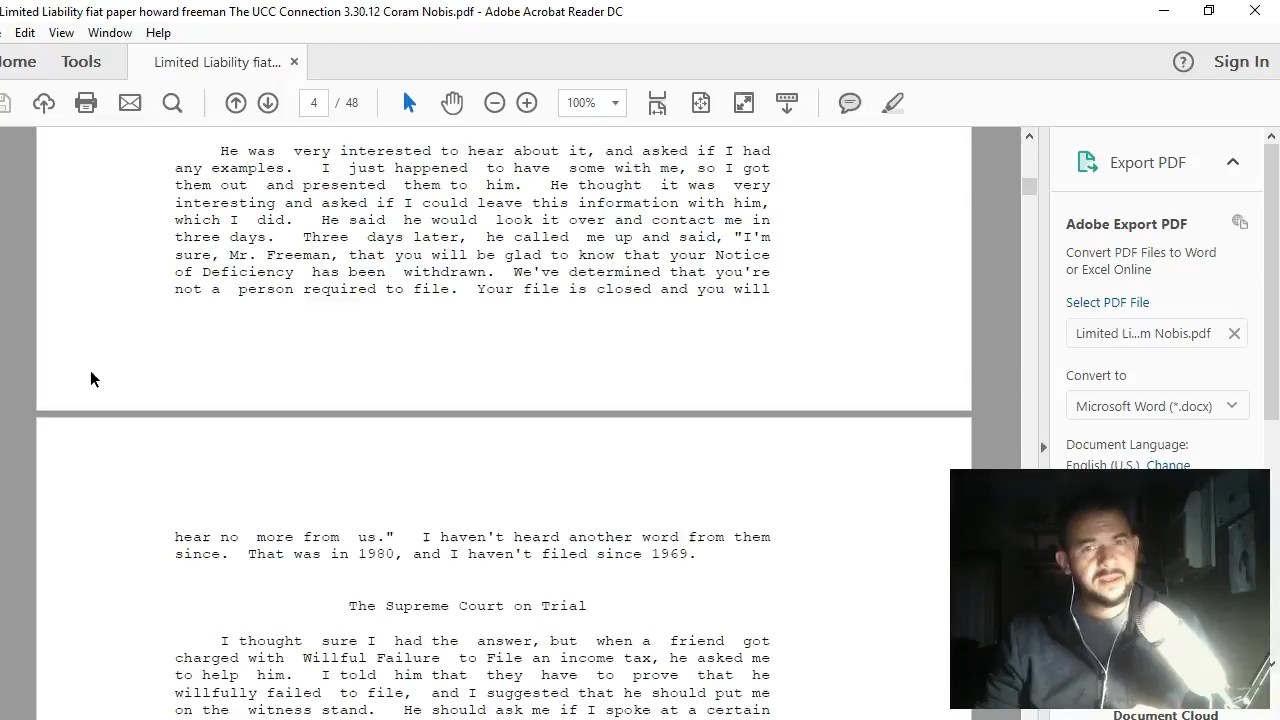 Limited Liability fiat paper howard freeman The UCC Connection 3.30.12 Coram Nobis.pdf - Adobe Acrobat Reader DC
Edit View Window Help
Home Tools Limited Liability fiat... × Sign In
4 / 48 100%
He was very interested to hear about it, and asked if I had
any examples. I just happened to have some with me, so I got
them out and presented them to him. He thought it was very
interesting and asked if I could leave this information with him,
which I did. He said he would look it over and contact me in
three days. Three days later, he called me up and said, "I'm
sure, Mr. Freeman, that you will be glad to know that your Notice
of Deficiency has been withdrawn. We've determined that you're
not a person required to file. Your file is closed and you will
hear no more from us." I haven't heard another word from them
since. That was in 1980, and I haven't filed since 1969.
The Supreme Court on Trial
I thought sure I had the answer, but when a friend got
charged with Willful Failure to File an income tax, he asked me
to help him. I told him that they have to prove that he
willfully failed to file, and I suggested that he should put me
on the witness stand. He should ask me if I spoke at a certain
Export PDF
Adobe Export PDF
Convert PDF Files to Word
or Excel Online
Select PDF File
Limited Li...m Nobis.pdf
Convert to
Microsoft Word (*.docx)
Document Language:
English (U.S.) Change
Document Cloud